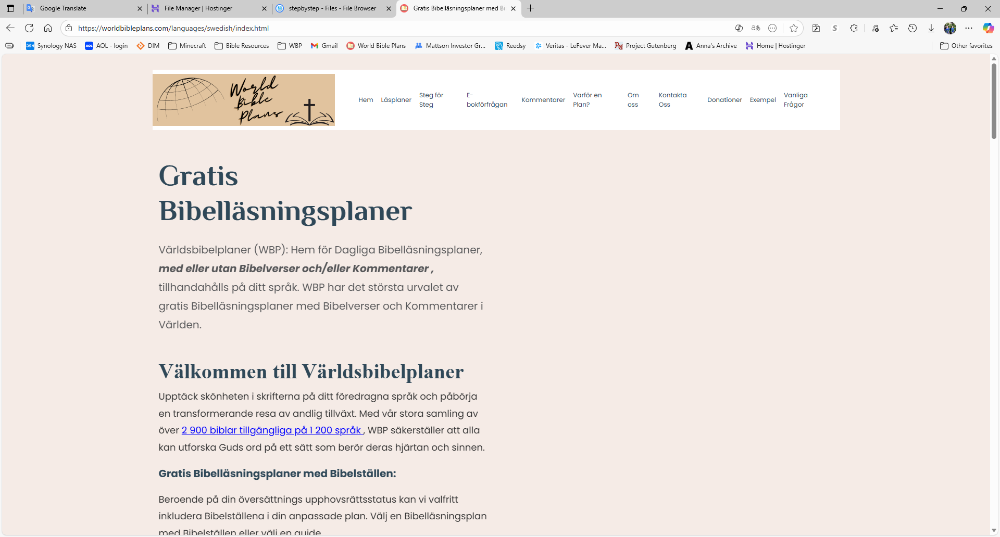 Google Translate
File Manager | Hostinger
stepbystep - Files - File Browser
Gratis Bibelläsningsplaner med Bi
https://worldbibleplans.com/languages/swedish/index.html
Synology NAS
AOL - login
DIM
Minecraft
Bible Resources
WBP
Gmail
World Bible Plans
Mattson Investor Gr...
Reedsy
Veritas - LeFever Ma...
Project Gutenberg
Anna's Archive
Home | Hostinger
Other favorites
World
Bible
Plans
Hem
Läsplaner
Steg för
Steg
E-
bokförfrågan
Kommentarer
Varför en
Plan?
Om
oss
Kontakta
Oss
Donationer
Exempel
Vanliga
Frågor
Gratis
Bibelläsningsplaner
Världsbibelplaner (WBP): Hem för Dagliga Bibelläsningsplaner,
med eller utan Bibelverser och/eller Kommentarer ,
tillhandahålls på ditt språk. WBP har det största urvalet av
gratis Bibelläsningsplaner med Bibelverser och Kommentarer i
Världen.
Välkommen till Världsbibelplaner
Upptäck skönheten i skrifterna på ditt föredragna språk och påbörja
en transformerande resa av andlig tillväxt. Med vår stora samling av
över 2 900 biblar tillgängliga på 1 200 språk , WBP säkerställer att alla
kan utforska Guds ord på ett sätt som berör deras hjärtan och sinnen.
Gratis Bibelläsningsplaner med Bibelställen:
Beroende på din översättnings upphovsrättsstatus kan vi valfritt
inkludera Bibelställena i din anpassade plan. Välj en Bibelläsningsplan
med Bibelställen eller välj en guide